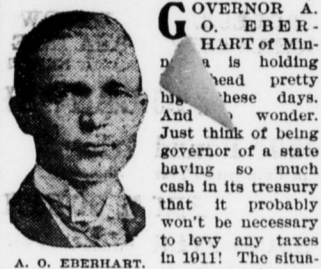 GOVERNOR A.
O. EBER-
HART of Min-
a is holding
head pretty
these days.
And wonder.
Just think of being
governor of a state
having so much
cash in its treasury
that it probably
won't be necessary
to levy any taxes
in 1911! The situa-
A. O. EBERHART.